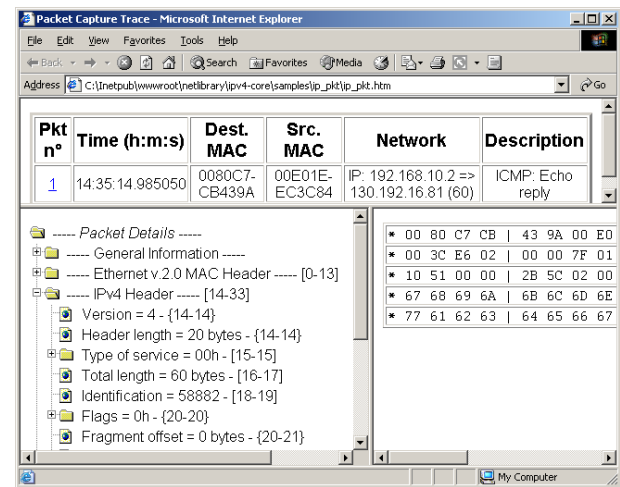 Packet Capture Trace - Microsoft Internet Explorer
File Edit View Favorites Tools Help
Back Search Favorites Media
Address C:\Inetpub\wwwroot\netlibrary\ipv4-core\samples\ip_pkt\ip_pkt.htm Go
Pkt n° Time (h:m:s) Dest. MAC Src. MAC Network Description
1 14:35:14.985050 0080C7-CB439A 00E01E-EC3C84 IP: 192.168.10.2 => 130.192.16.81 (60) ICMP: Echo reply
----- Packet Details -----
----- General Information -----
----- Ethernet v.2.0 MAC Header ----- [0-13]
----- IPv4 Header ----- [14-33]
Version = 4 - {14-14}
Header length = 20 bytes - {14-14}
Type of service = 00h - [15-15]
Total length = 60 bytes - [16-17]
Identification = 58882 - [18-19]
Flags = 0h - {20-20}
Fragment offset = 0 bytes - {20-21}
* 00 80 C7 CB | 43 9A 00 E0
* 00 3C E6 02 | 00 00 7F 01
* 10 51 00 00 | 2B 5C 02 00
* 67 68 69 6A | 6B 6C 6D 6E
* 77 61 62 63 | 64 65 66 67
My Computer